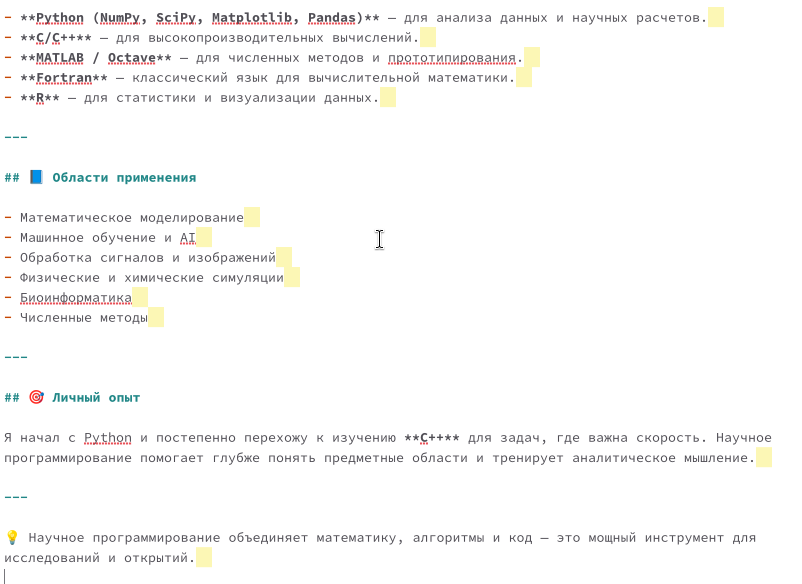 - **Python (NumPy, SciPy, Matplotlib, Pandas)** — для анализа данных и научных расчетов.
- **C/C++** — для высокопроизводительных вычислений.
- **MATLAB / Octave** — для численных методов и прототипирования.
- **Fortran** — классический язык для вычислительной математики.
- **R** — для статистики и визуализации данных.
---
## 📘 Области применения
- Математическое моделирование
- Машинное обучение и AI
- Обработка сигналов и изображений
- Физические и химические симуляции
- Биоинформатика
- Численные методы
---
## 🎯 Личный опыт
Я начал с Python и постепенно перехожу к изучению **C++** для задач, где важна скорость. Научное
программирование помогает глубже понять предметные области и тренирует аналитическое мышление.
---
💡 Научное программирование объединяет математику, алгоритмы и код — это мощный инструмент для
исследований и открытий.